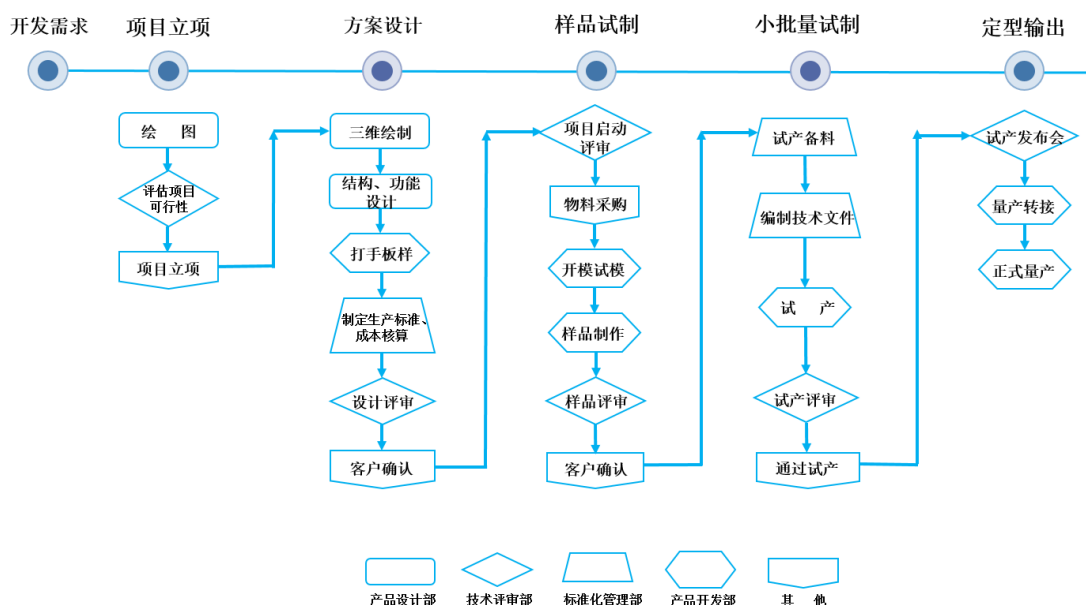 开发需求
项目立项
方案设计
样品试制
小批量试制
定型输出
绘 图
评估项目
可行性
项目立项
三维绘制
结构、功能
设计
打手板样
制定生产标准、
成本核算
设计评审
客户确认
项目启动
评审
物料采购
开模试模
样品制作
样品评审
客户确认
试产备料
编制技术文件
试 产
试产评审
通过试产
试产发布会
量产转接
正式量产
产品设计部
技术评审部
标准化管理部
产品开发部
其 他